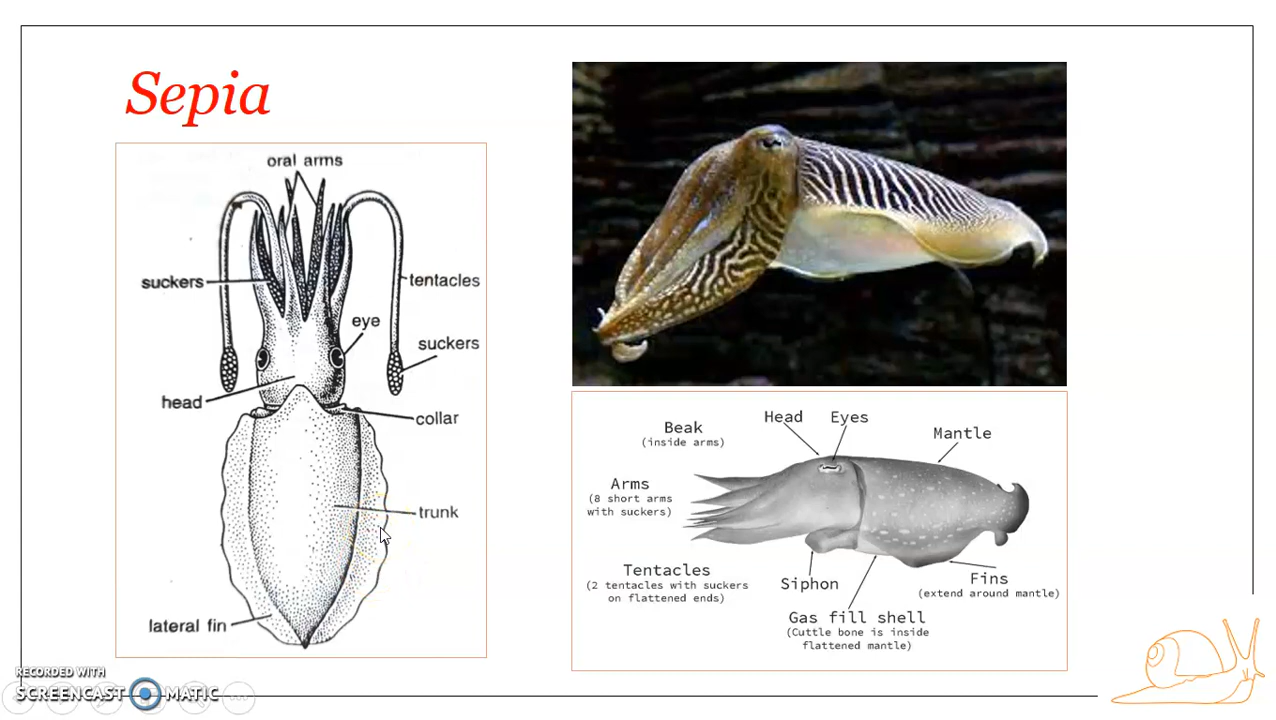 Sepia
oral arms
suckers
tentacles
eye
suckers
head
collar
trunk
lateral fin
Beak
(inside arms)
Head
Eyes
Mantle
Arms
(8 short arms
with suckers)
Tentacles
(2 tentacles with suckers
on flattened ends)
Siphon
Fins
(extend around mantle)
Gas fill shell
(Cuttle bone is inside
flattened mantle)
RECORDED WITH
SCREENCAST MATIC